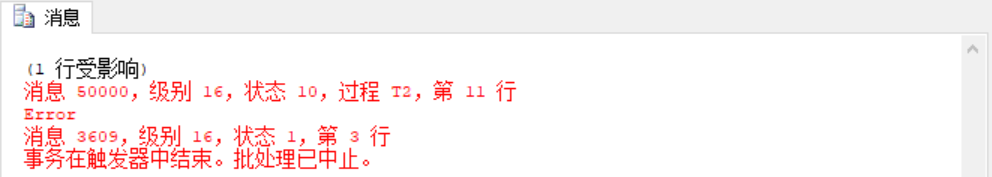 消息
(1 行受影响)
消息 50000，级别 16，状态 10，过程 T2，第 11 行
Error
消息 3609，级别 16，状态 1，第 3 行
事务在触发器中结束。批处理已中止。